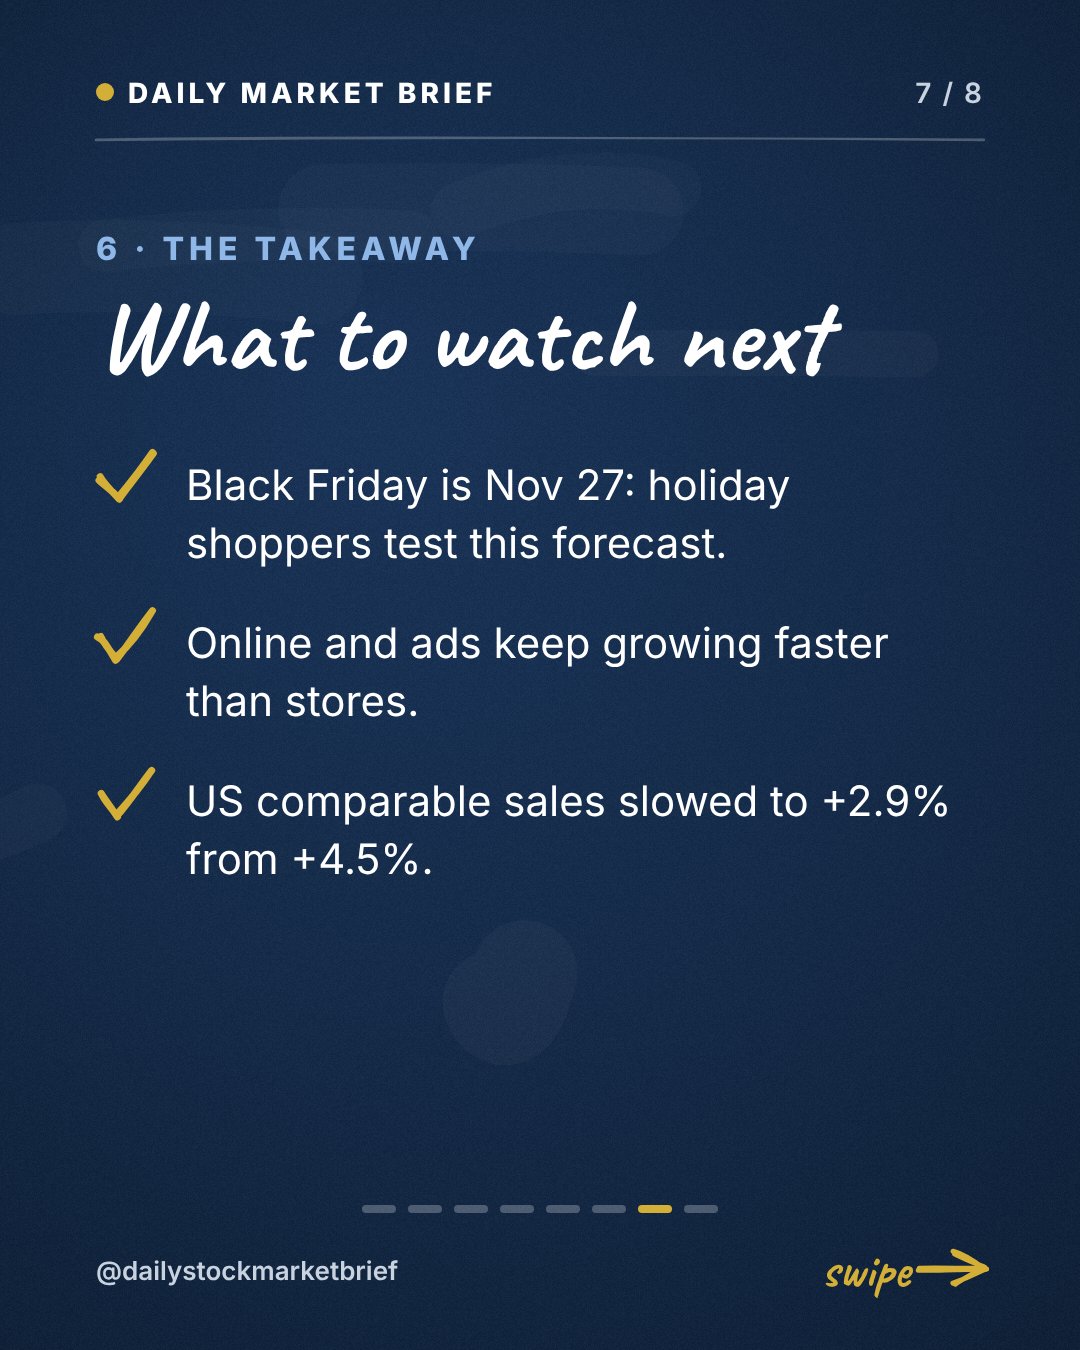 DAILY MARKET BRIEF
7 / 8
6 · THE TAKEAWAY
What to watch next
Black Friday is Nov 27: holiday
shoppers test this forecast.
Online and ads keep growing faster
than stores.
US comparable sales slowed to +2.9%
from +4.5%.
@dailystockmarketbrief
swipe